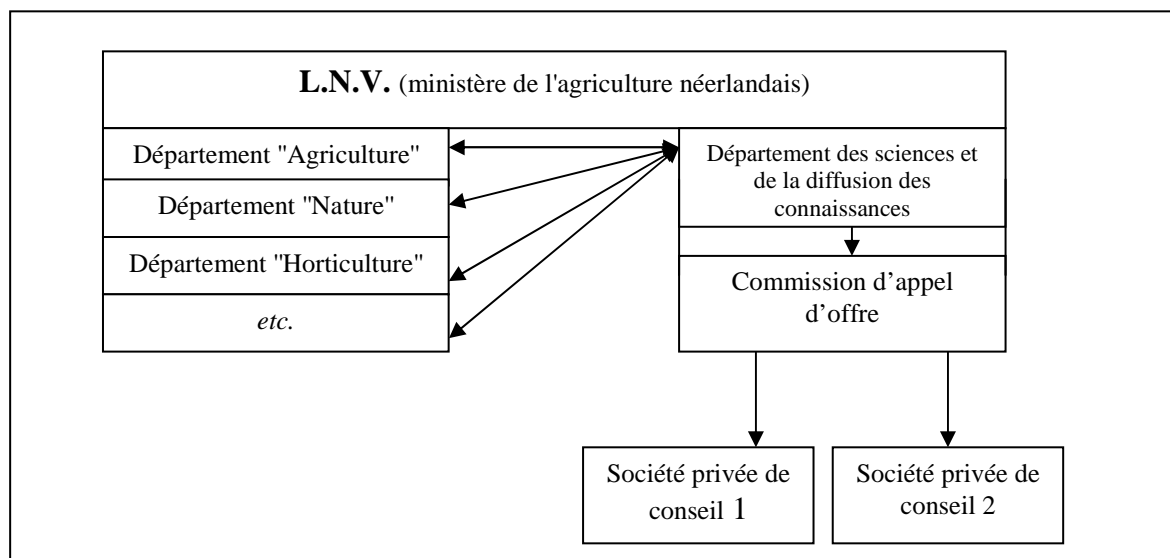 L.N.V. (ministère de l'agriculture néerlandais)
Département "Agriculture"
Département "Nature"
Département "Horticulture"
etc.
Département des sciences et
de la diffusion des
connaissances
Commission d’appel
d’offre
Société privée de
conseil 1
Société privée de
conseil 2